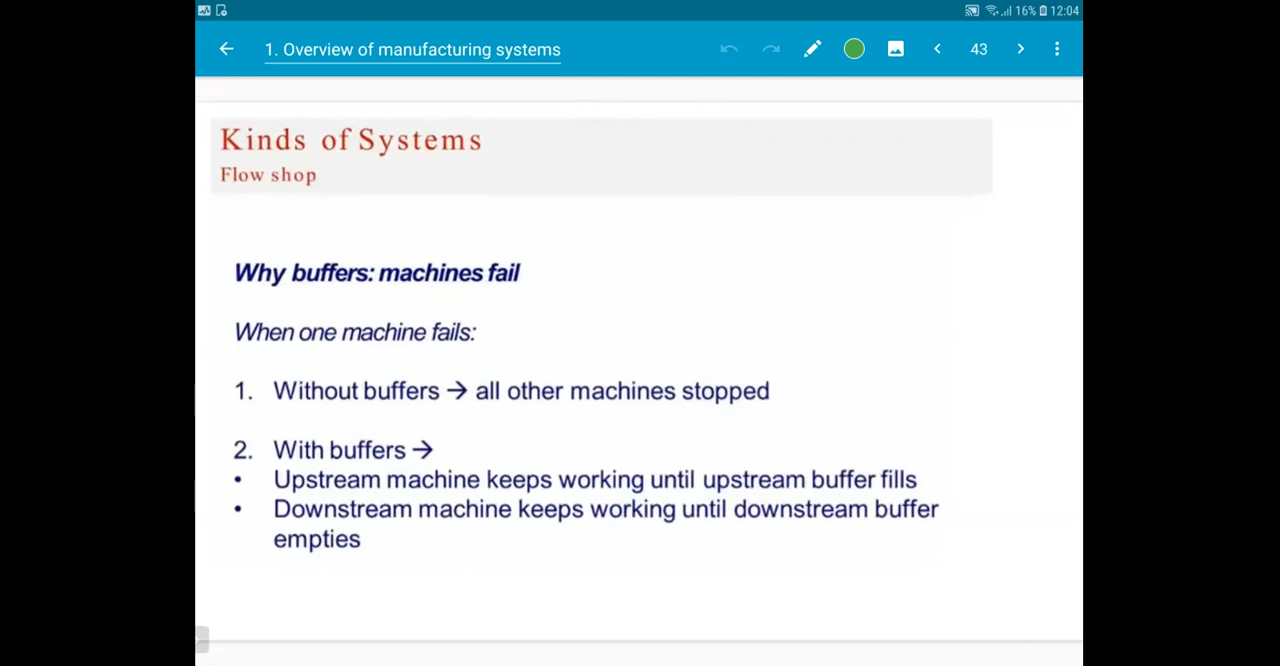 16% 12:04
1. Overview of manufacturing systems
43
Kinds of Systems
Flow shop
Why buffers: machines fail
When one machine fails:
1. Without buffers → all other machines stopped
2. With buffers →
• Upstream machine keeps working until upstream buffer fills
• Downstream machine keeps working until downstream buffer
empties